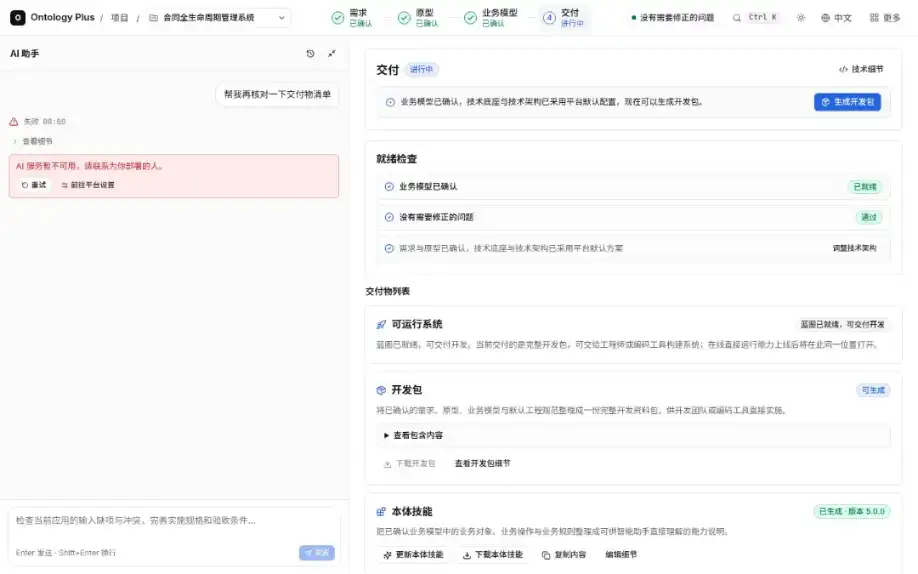 Ontology Plus / 项目 / 合同全生命周期管理系统
需求 已确认
原型 已确认
业务模型 已确认
4 交付 进行中
没有需要修正的问题
Ctrl K
中文
更多
AI 助手
帮我再核对一下交付物清单
失败 00:60
查看细节
AI 服务暂不可用，请联系为你部署的人。
重试 前往平台设置
检查当前应用的输入缺项与冲突，完善实施规格和验收条件...
Enter 发送 · Shift+Enter 换行
发送
交付 进行中
技术细节
业务模型已确认，技术底座与技术架构已采用平台默认配置，现在可以生成开发包。
生成开发包
就绪检查
业务模型已确认 已就绪
没有需要修正的问题 通过
需求与原型已确认，技术底座与技术架构已采用平台默认方案 调整技术架构
交付物列表
可运行系统 蓝图已就绪，可交付开发
蓝图已就绪，可交付开发。当前交付的是完整开发包，可交给工程师或编码工具构建系统；在线直接运行能力上线后将在此同一位置打开。
开发包 可生成
将已确认的需求、原型、业务模型与默认工程规范整理成一份完整开发资料包，供开发团队或编码工具直接实施。
查看包含内容
下载开发包 查看开发包细节
本体技能 已生成 · 版本 5.0.0
把已确认业务模型中的业务对象、业务操作与业务规则整理成可供智能助手直接理解的能力说明。
更新本体技能 下载本体技能 复制内容 编辑细节